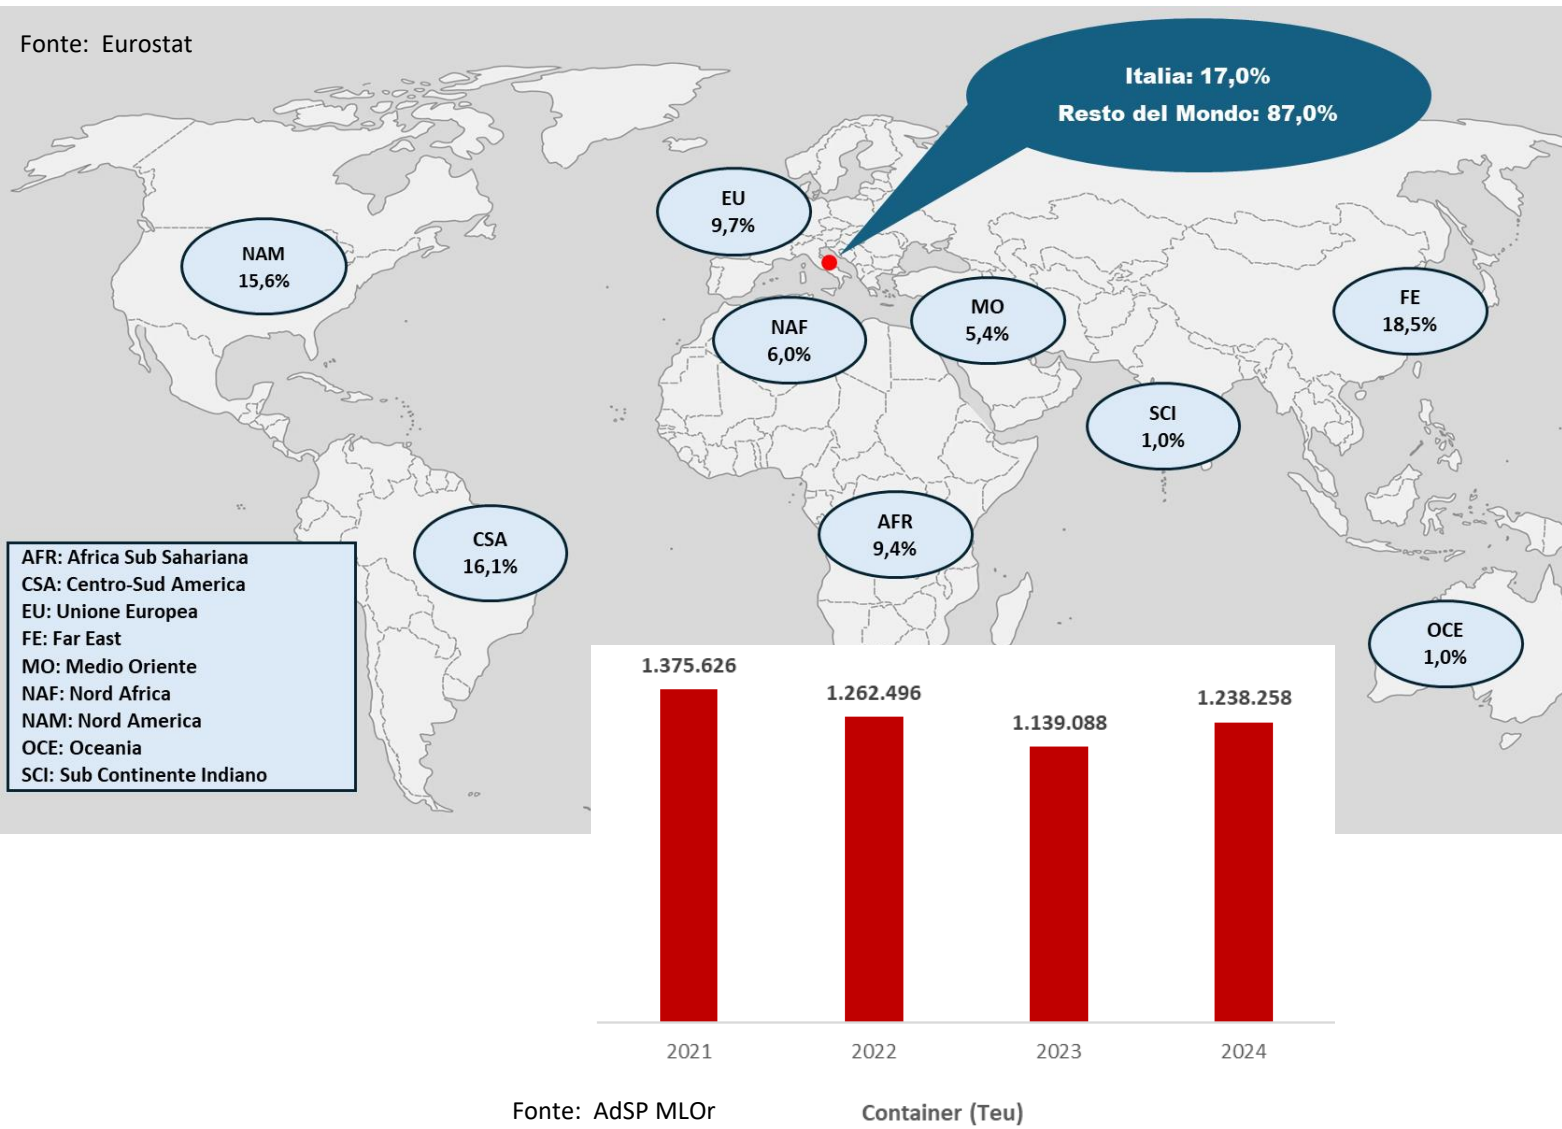 Fonte: Eurostat
Italia: 17,0%
Resto del Mondo: 87,0%
EU
9,7%
NAM
15,6%
NAF
6,0%
MO
5,4%
FE
18,5%
SCI
1,0%
CSA
16,1%
AFR
9,4%
OCE
1,0%
AFR: Africa Sub Sahariana
CSA: Centro-Sud America
EU: Unione Europea
FE: Far East
MO: Medio Oriente
NAF: Nord Africa
NAM: Nord America
OCE: Oceania
SCI: Sub Continente Indiano
1.375.626
1.262.496
1.139.088
1.238.258
2021
2022
2023
2024
Fonte: AdSP MLOr
Container (Teu)